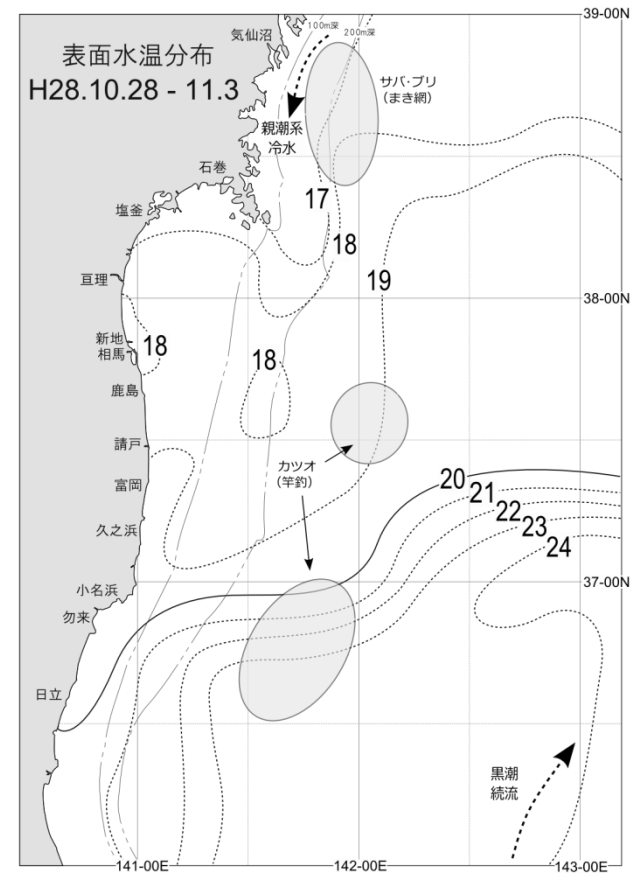 39-00N
気仙沼
100m深
200m深
表面水温分布
H28.10.28 - 11.3
サバ・ブリ
（まき網）
親潮系
冷水
石巻
17
塩釜
18
19
亘理
38-00N
新地
相馬
18
18
鹿島
請戸
カツオ
（竿釣）
富岡
20
21
22
23
24
久之浜
37-00N
小名浜
勿来
日立
黒潮
続流
141-00E
142-00E
143-00E